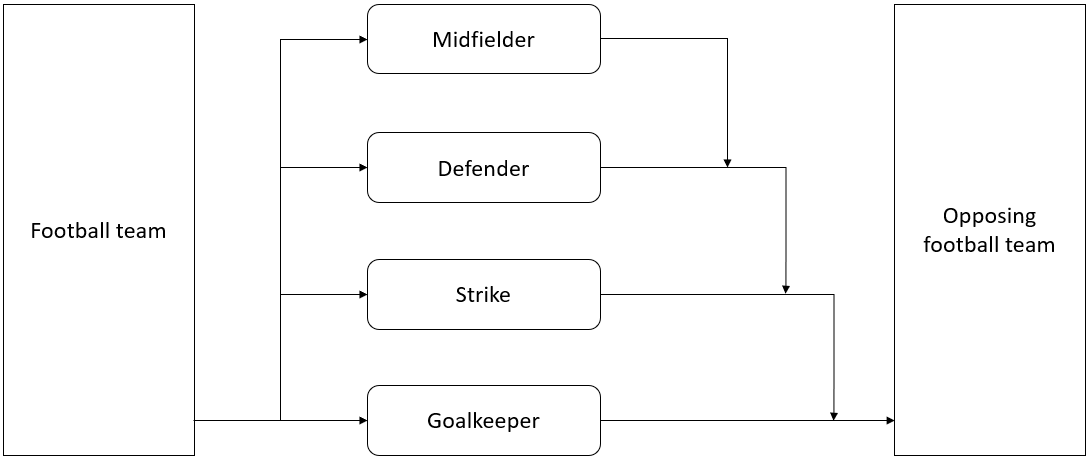 Football team
Midfielder
Defender
Strike
Goalkeeper
Opposing
football team